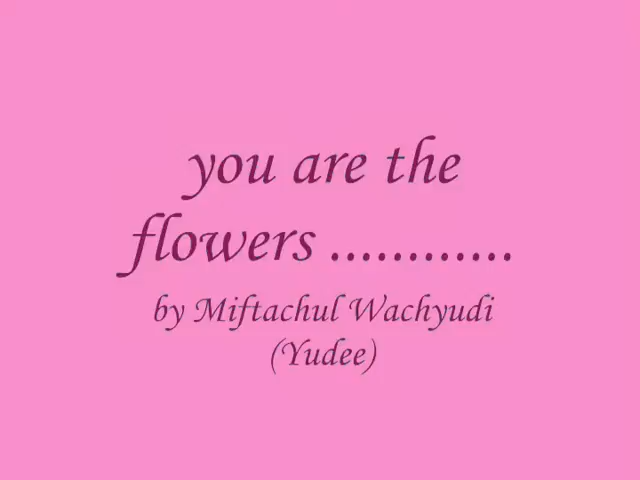 you are the
flowers ............
by Miftachul Wachyudi
(Yudee)